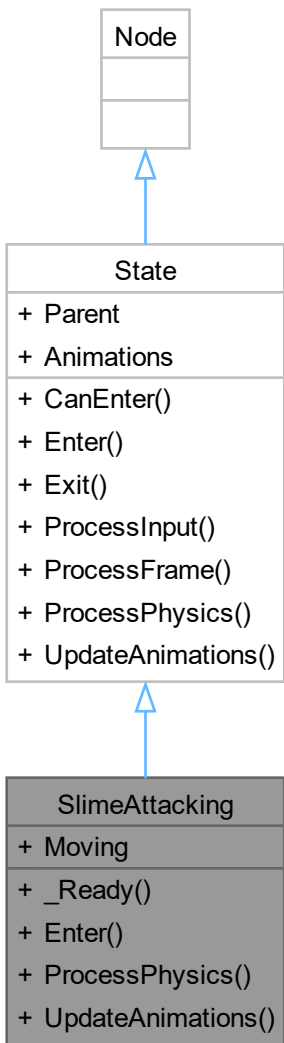 Node
State
+ Parent
+ Animations
+ CanEnter()
+ Enter()
+ Exit()
+ ProcessInput()
+ ProcessFrame()
+ ProcessPhysics()
+ UpdateAnimations()
SlimeAttacking
+ Moving
+ _Ready()
+ Enter()
+ ProcessPhysics()
+ UpdateAnimations()